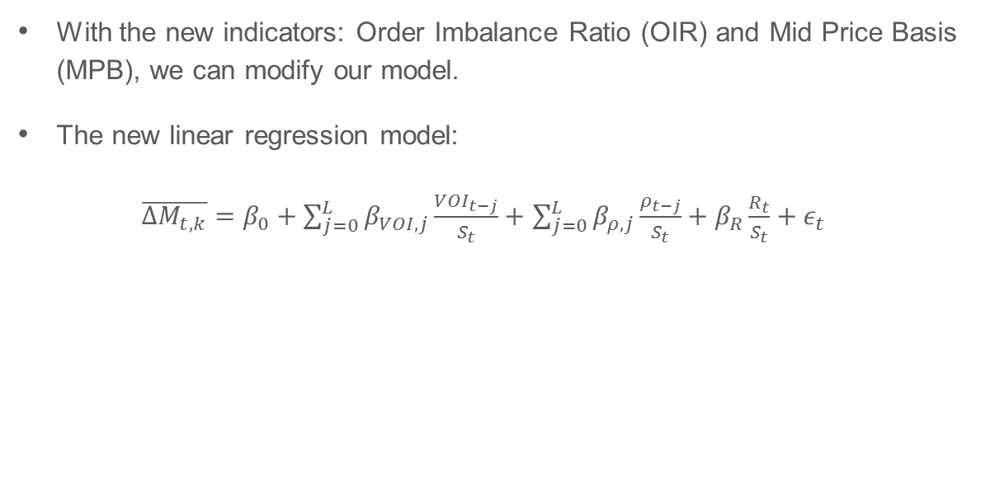 • With the new indicators: Order Imbalance Ratio (OIR) and Mid Price Basis
(MPB), we can modify our model.
• The new linear regression model:
$\overline{\Delta M_{t,k}} = \beta_0 + \sum_{j=0}^{L} \beta_{VOI,j} \frac{VOI_{t-j}}{S_t} + \sum_{j=0}^{L} \beta_{\rho,j} \frac{\rho_{t-j}}{S_t} + \beta_R \frac{R_t}{S_t} + \epsilon_t$